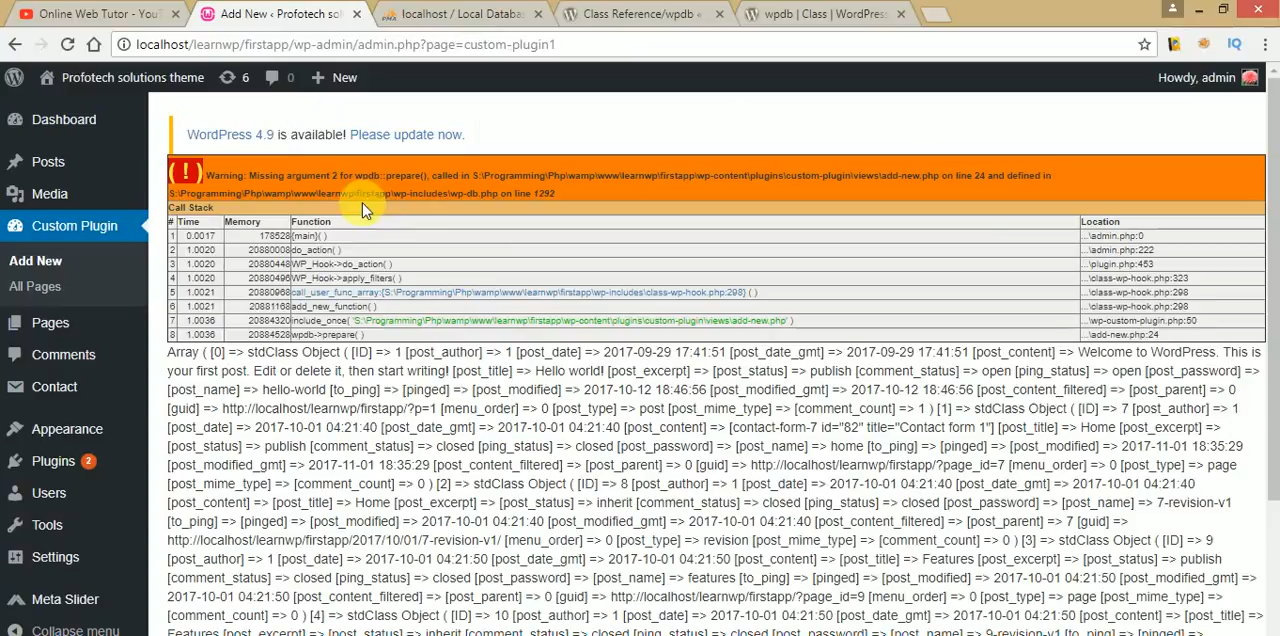 Online Web Tutor - YouT
Add New ‹ Profotech so
localhost / Local Databa
Class Reference/wpdb «
wpdb | Class | WordPress
localhost/learnwp/firstapp/wp-admin/admin.php?page=custom-plugin1
IQ
Profotech solutions theme 6 0 New
Howdy, admin
Dashboard
Posts
Media
Custom Plugin
Add New
All Pages
Pages
Comments
Contact
Appearance
Plugins 2
Users
Tools
Settings
Meta Slider
Collapse menu
WordPress 4.9 is available! Please update now.
( ! ) Warning: Missing argument 2 for wpdb::prepare(), called in S:\Programming\Php\wamp\www\learnwp\firstapp\wp-content\plugins\custom-plugin\views\add-new.php on line 24 and defined in
S:\Programming\Php\wamp\www\learnwp\firstapp\wp-includes\wp-db.php on line 1292
Call Stack
# Time Memory Function Location
1 0.0017 178528 {main}( ) ...\admin.php:0
2 1.0020 20880008 do_action( ) ...\admin.php:222
3 1.0020 20880448 WP_Hook->do_action( ) ...\plugin.php:453
4 1.0020 20880496 WP_Hook->apply_filters( ) ...\class-wp-hook.php:323
5 1.0021 20880968 call_user_func_array:{S:\Programming\Php\wamp\www\learnwp\firstapp\wp-includes\class-wp-hook.php:298} ( ) ...\class-wp-hook.php:298
6 1.0021 20881168 add_new_function( ) ...\class-wp-hook.php:298
7 1.0036 20884320 include_once( 'S:\Programming\Php\wamp\www\learnwp\firstapp\wp-content\plugins\custom-plugin\views\add-new.php' ) ...\wp-custom-plugin.php:50
8 1.0036 20884528 wpdb->prepare( ) ...\add-new.php:24
Array ( [0] => stdClass Object ( [ID] => 1 [post_author] => 1 [post_date] => 2017-09-29 17:41:51 [post_date_gmt] => 2017-09-29 17:41:51 [post_content] => Welcome to WordPress. This is
your first post. Edit or delete it, then start writing! [post_title] => Hello world! [post_excerpt] => [post_status] => publish [comment_status] => open [ping_status] => open [post_password] =>
[post_name] => hello-world [to_ping] => [pinged] => [post_modified] => 2017-10-12 18:46:56 [post_modified_gmt] => 2017-10-12 18:46:56 [post_content_filtered] => [post_parent] => 0
[guid] => http://localhost/learnwp/firstapp/?p=1 [menu_order] => 0 [post_type] => post [post_mime_type] => [comment_count] => 1 ) [1] => stdClass Object ( [ID] => 7 [post_author] => 1
[post_date] => 2017-10-01 04:21:40 [post_date_gmt] => 2017-10-01 04:21:40 [post_content] => [contact-form-7 id="82" title="Contact form 1"] [post_title] => Home [post_excerpt] =>
[post_status] => publish [comment_status] => closed [ping_status] => closed [post_password] => [post_name] => home [to_ping] => [pinged] => [post_modified] => 2017-11-01 18:35:29
[post_modified_gmt] => 2017-11-01 18:35:29 [post_content_filtered] => [post_parent] => 0 [guid] => http://localhost/learnwp/firstapp/?page_id=7 [menu_order] => 0 [post_type] => page
[post_mime_type] => [comment_count] => 0 ) [2] => stdClass Object ( [ID] => 8 [post_author] => 1 [post_date] => 2017-10-01 04:21:40 [post_date_gmt] => 2017-10-01 04:21:40
[post_content] => [post_title] => Home [post_excerpt] => [post_status] => inherit [comment_status] => closed [ping_status] => closed [post_password] => [post_name] => 7-revision-v1
[to_ping] => [pinged] => [post_modified] => 2017-10-01 04:21:40 [post_modified_gmt] => 2017-10-01 04:21:40 [post_content_filtered] => [post_parent] => 7 [guid] =>
http://localhost/learnwp/firstapp/2017/10/01/7-revision-v1/ [menu_order] => 0 [post_type] => revision [post_mime_type] => [comment_count] => 0 ) [3] => stdClass Object ( [ID] => 9
[post_author] => 1 [post_date] => 2017-10-01 04:21:50 [post_date_gmt] => 2017-10-01 04:21:50 [post_content] => [post_title] => Features [post_excerpt] => [post_status] => publish
[comment_status] => closed [ping_status] => closed [post_password] => [post_name] => features [to_ping] => [pinged] => [post_modified] => 2017-10-01 04:21:50 [post_modified_gmt] =>
2017-10-01 04:21:50 [post_content_filtered] => [post_parent] => 0 [guid] => http://localhost/learnwp/firstapp/?page_id=9 [menu_order] => 0 [post_type] => page [post_mime_type] =>
[comment_count] => 0 ) [4] => stdClass Object ( [ID] => 10 [post_author] => 1 [post_date] => 2017-10-01 04:21:50 [post_date_gmt] => 2017-10-01 04:21:50 [post_content] => [post_title] =>
Features [post_excerpt] => [post_status] => inherit [comment_status] => closed [ping_status] => closed [post_password] => [post_name] => 9-revision-v1 [to_ping] => [pinged] =>